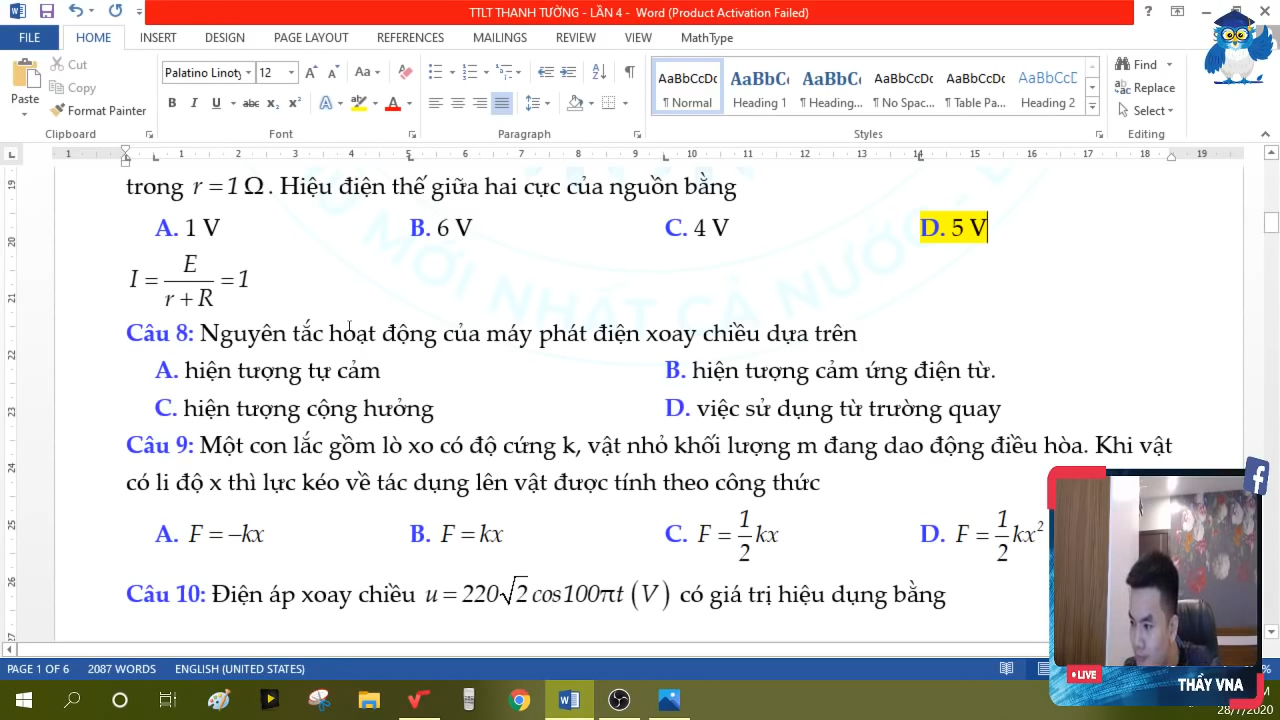 TTLT THANH TƯỜNG - LẦN 4 - Word (Product Activation Failed)
FILE HOME INSERT DESIGN PAGE LAYOUT REFERENCES MAILINGS REVIEW VIEW MathType
Cut
Copy
Format Painter
Paste
Palatino Linoty 12
AaBbCcDc AaBbC AaBbCc AaBbCcDc AaBbCcDc AaBbCcD
¶ Normal Heading 1 ¶ Heading... ¶ No Spac... ¶ Table Pa... Heading 2
Find
Replace
Select
Clipboard Font Paragraph Styles Editing
trong r = 1 Ω. Hiệu điện thế giữa hai cực của nguồn bằng
A. 1 V B. 6 V C. 4 V D. 5 V
I = E / (r + R) = 1
MỚI NHẤT CẢ NƯỚC
Câu 8: Nguyên tắc hoạt động của máy phát điện xoay chiều dựa trên
A. hiện tượng tự cảm B. hiện tượng cảm ứng điện từ.
C. hiện tượng cộng hưởng D. việc sử dụng từ trường quay
Câu 9: Một con lắc gồm lò xo có độ cứng k, vật nhỏ khối lượng m đang dao động điều hòa. Khi vật
có li độ x thì lực kéo về tác dụng lên vật được tính theo công thức
A. F = −kx B. F = kx C. F = 1/2 kx D. F = 1/2 kx²
Câu 10: Điện áp xoay chiều u = 220√2 cos100πt (V) có giá trị hiệu dụng bằng
LIVE
THẦY VNA
PAGE 1 OF 6 2087 WORDS ENGLISH (UNITED STATES)
28/7/2020